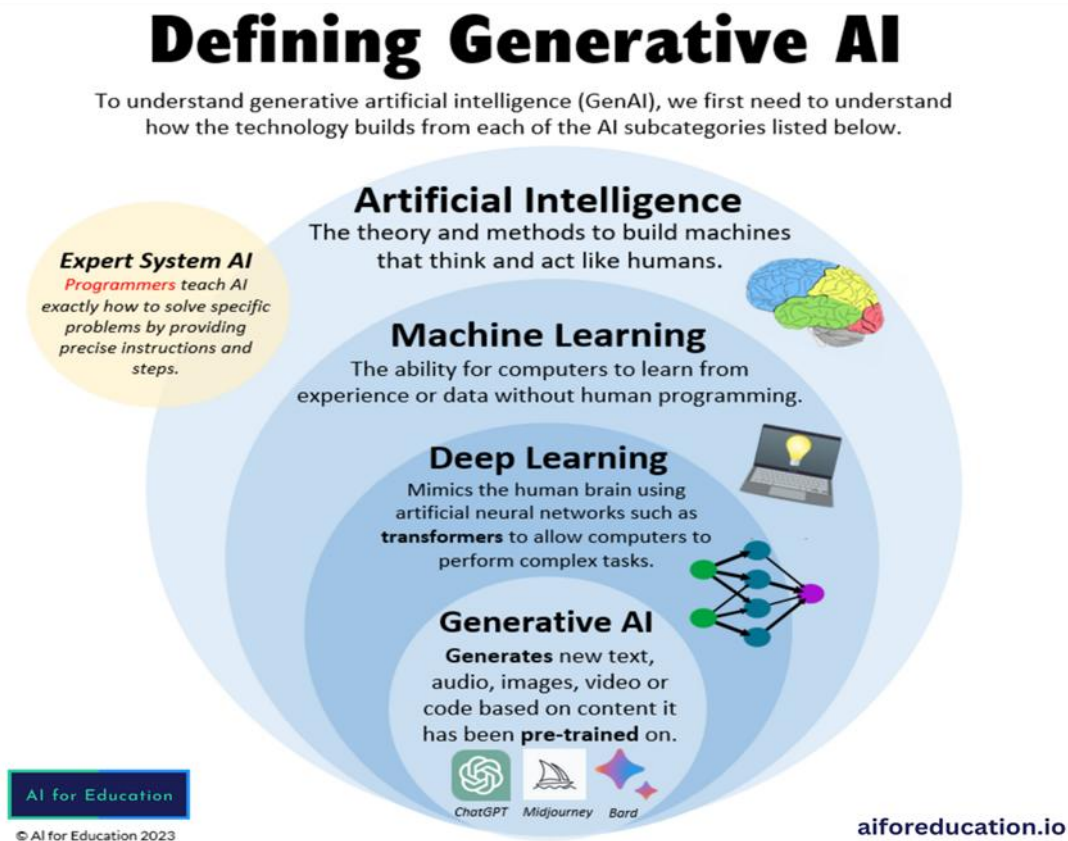 Defining Generative AI
To understand generative artificial intelligence (GenAI), we first need to understand
how the technology builds from each of the AI subcategories listed below.
Artificial Intelligence
The theory and methods to build machines
that think and act like humans.
Expert System AI
Programmers teach AI
exactly how to solve specific
problems by providing
precise instructions and
steps.
Machine Learning
The ability for computers to learn from
experience or data without human programming.
Deep Learning
Mimics the human brain using
artificial neural networks such as
transformers to allow computers to
perform complex tasks.
Generative AI
Generates new text,
audio, images, video or
code based on content it
has been pre-trained on.
ChatGPT Midjourney Bard
AI for Education
© AI for Education 2023
aiforeducation.io